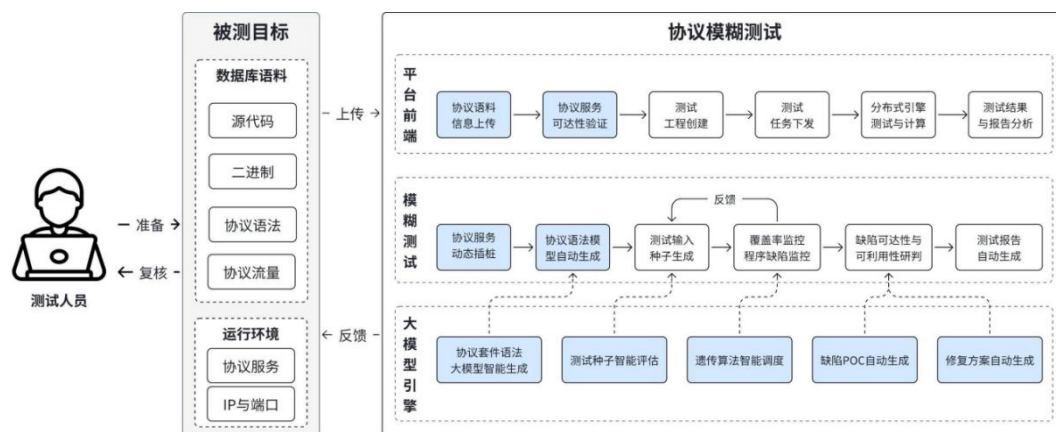 被测目标
数据库语料
源代码
二进制
协议语法
协议流量
运行环境
协议服务
IP与端口
准备
复核
测试人员
上传
反馈
协议模糊测试
平台前端
协议语料
信息上传
协议服务
可达性验证
测试
工程创建
测试
任务下发
分布式引擎
测试与计算
测试结果
与报告分析
模糊测试
反馈
协议服务
动态插桩
协议语法模
型自动生成
测试输入
种子生成
覆盖率监控
程序缺陷监控
缺陷可达性与
可利用性研判
测试报告
自动生成
大模型引擎
协议套件语法
大模型智能生成
测试种子智能评估
遗传算法智能调度
缺陷POC自动生成
修复方案自动生成